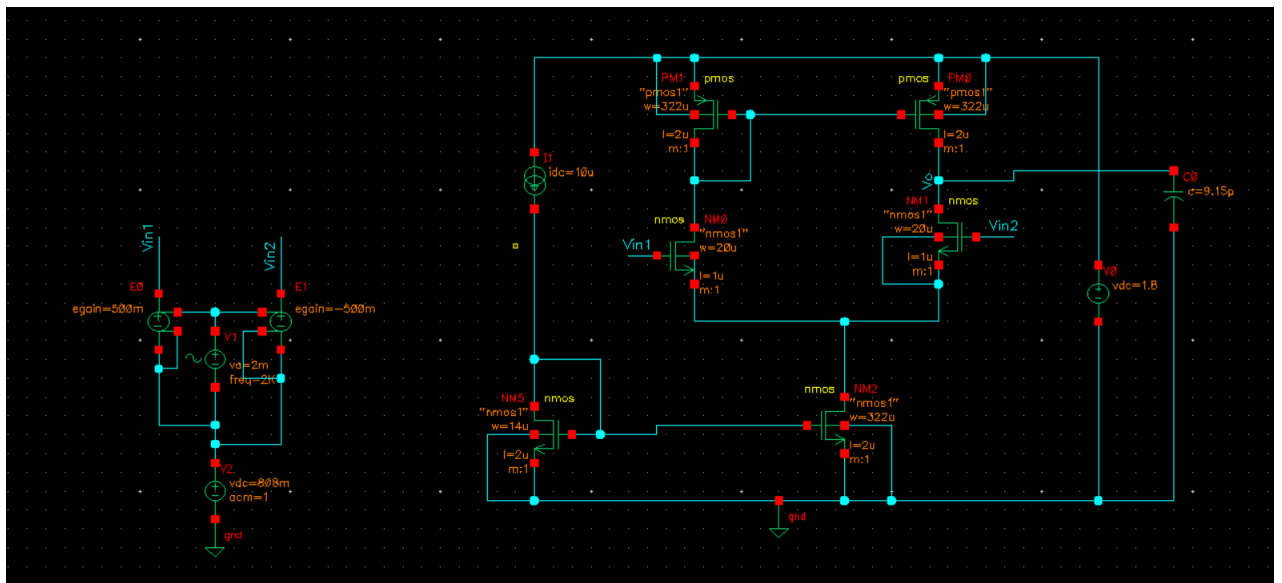 Vin1
Vin2
E0
egain=500m
E1
egain=-500m
V1
va=2m
freq=2K
V2
vdc=808m
acm=1
gnd
I1
idc=10u
PM1
pmos
"pmos1"
w=322u
l=2u
m:1
pmos
PM0
"pmos1"
w=322u
l=2u
m:1
Vo
C0
c=9.15p
nmos
NM0
"nmos1"
w=20u
Vin1
l=1u
m:1
NM1
nmos
"nmos1"
w=20u
Vin2
l=1u
m:1
V0
vdc=1.8
NM5
nmos
"nmos1"
w=14u
l=2u
m:1
nmos
NM2
"nmos1"
w=322u
l=2u
m:1
gnd